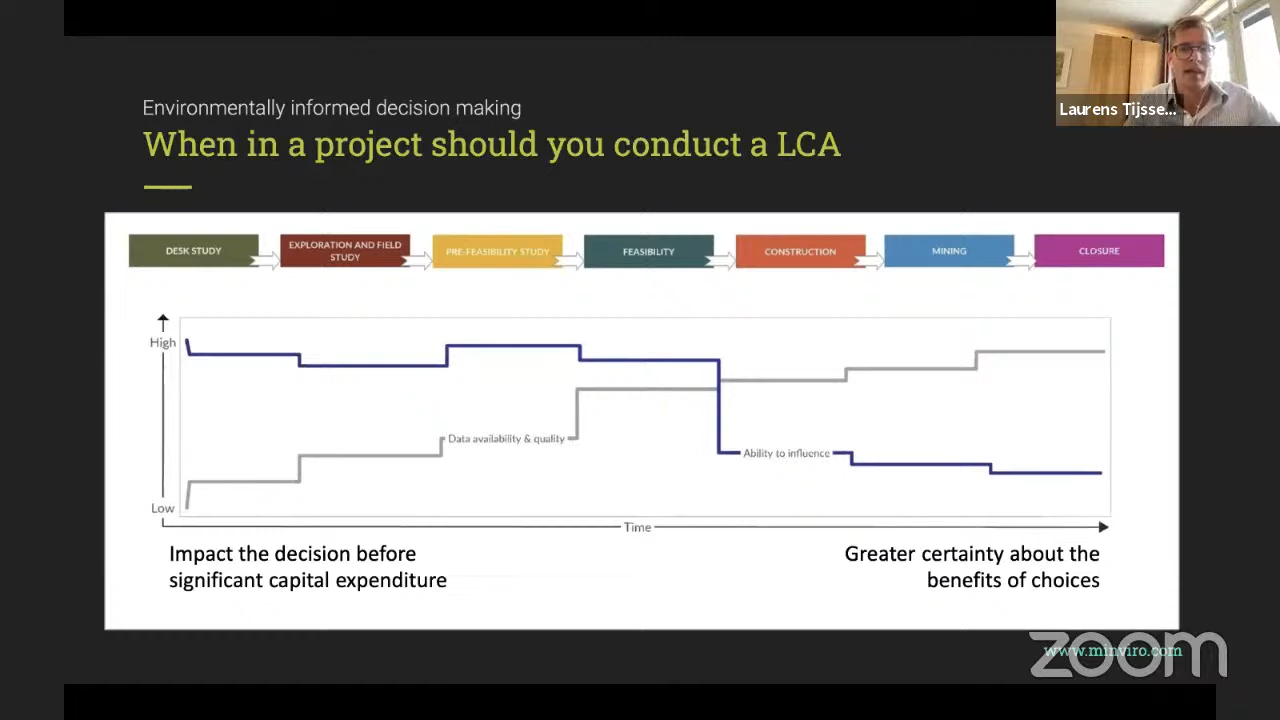 Environmentally informed decision making
When in a project should you conduct a LCA
Laurens Tijsse...
DESK STUDY
EXPLORATION AND FIELD
STUDY
PRE-FEASIBILITY STUDY
FEASIBILITY
CONSTRUCTION
MINING
CLOSURE
High
Data availability & quality
Ability to influence
Low
Time
Impact the decision before
significant capital expenditure
Greater certainty about the
benefits of choices
www.minviro.com
zoom